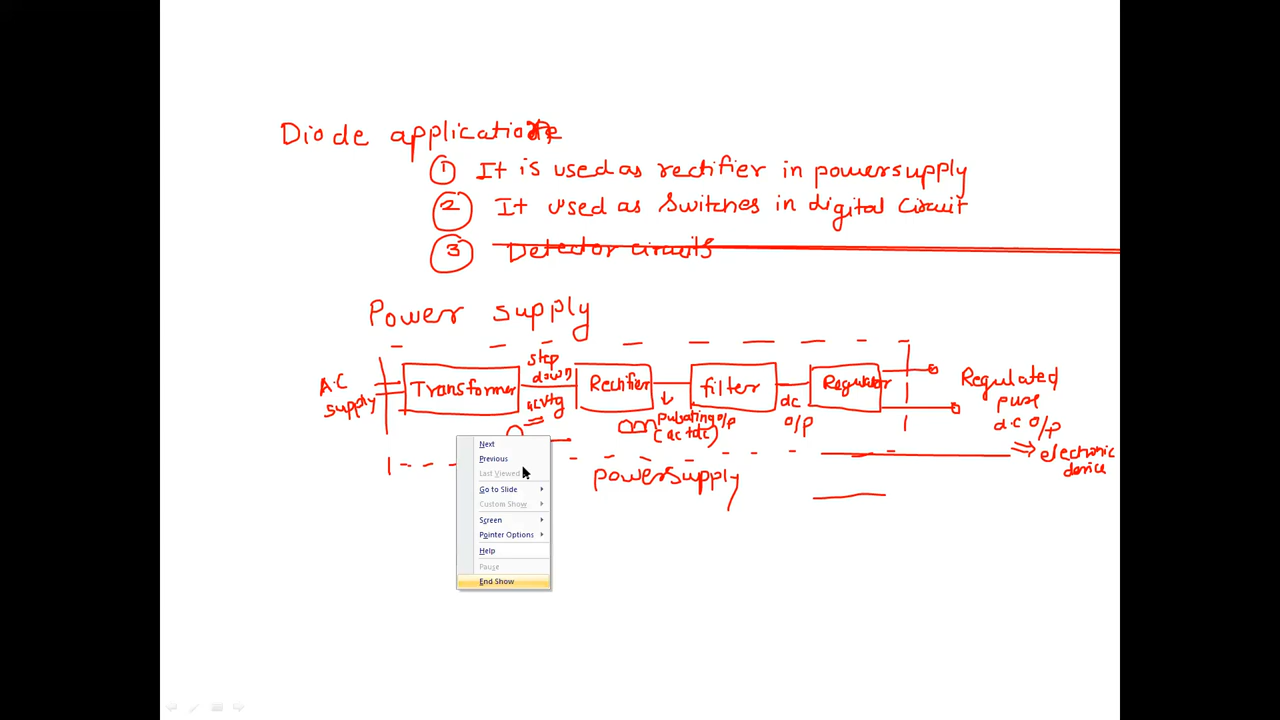 Diode application
① It is used as rectifier in powersupply
② It used as switches in digital circuit
③ Detector circuits
Power supply
A.C supply
Transformer
step down
ac vtg
Rectifier
pulsating o/p
(ac + dc)
filter
dc o/p
Regulator
Regulated
pure
d.c o/p
⇒ electronic
device
powersupply
Next
Previous
Last Viewed
Go to Slide
Custom Show
Screen
Pointer Options
Help
Pause
End Show